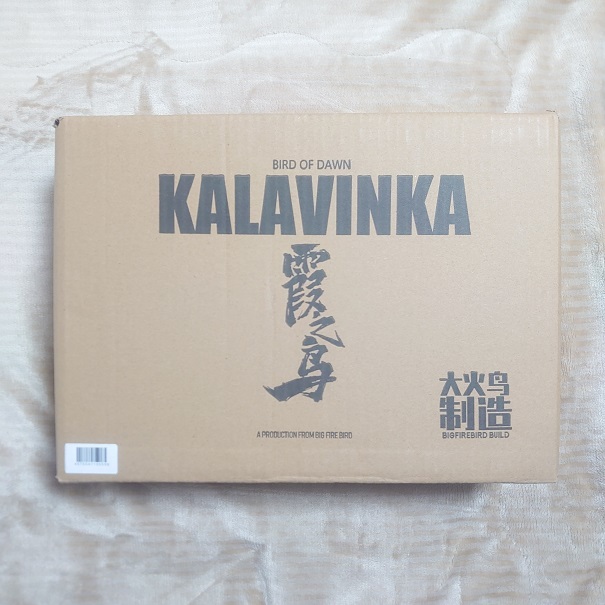 BIRD OF DAWN
KALAVINKA
霞之鸟
A PRODUCTION FROM BIG FIRE BIRD
大火鸟
制造
BIGFIREBIRD BUILD